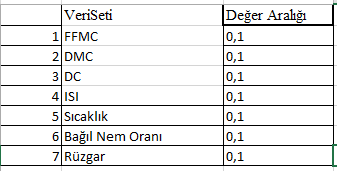 VeriSeti Değer Aralığı
1 FFMC 0,1
2 DMC 0,1
3 DC 0,1
4 ISI 0,1
5 Sıcaklık 0,1
6 Bağıl Nem Oranı 0,1
7 Rüzgar 0,1